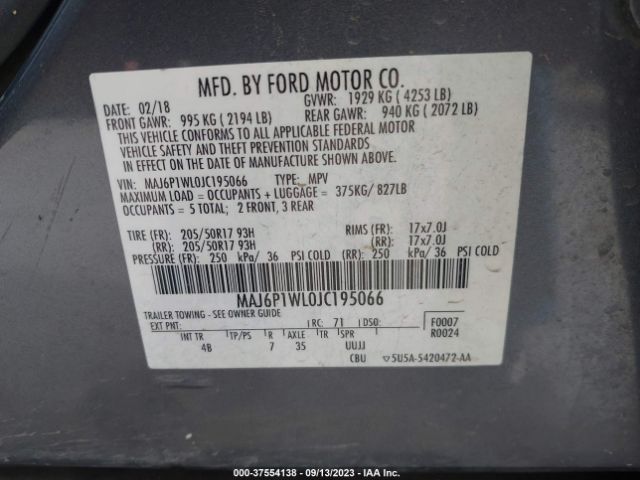 MFD. BY FORD MOTOR CO.
DATE: 02/18 GVWR: 1929 KG ( 4253 LB)
FRONT GAWR: 995 KG ( 2194 LB) REAR GAWR: 940 KG ( 2072 LB)
THIS VEHICLE CONFORMS TO ALL APPLICABLE FEDERAL MOTOR
VEHICLE SAFETY AND THEFT PREVENTION STANDARDS
IN EFFECT ON THE DATE OF MANUFACTURE SHOWN ABOVE.
VIN: MAJ6P1WL0JC195066 TYPE: MPV
MAXIMUM LOAD = OCCUPANTS + LUGGAGE = 375KG/ 827LB
OCCUPANTS = 5 TOTAL; 2 FRONT, 3 REAR
TIRE (FR): 205/50R17 93H RIMS (FR): 17x7.0J
(RR): 205/50R17 93H (RR): 17x7.0J
PRESSURE (FR): 250 kPa/ 36 PSI COLD (RR): 250 kPa/ 36 PSI COLD
MAJ6P1WL0JC195066
TRAILER TOWING - SEE OWNER GUIDE
EXT PNT: RC: 71 DSO: F0007
INT TR TP/PS R AXLE TR SPR R0024
4B 7 35 UUJJ
CBU 5U5A-5420472-AA
000-37554138 - 09/13/2023 - IAA Inc.